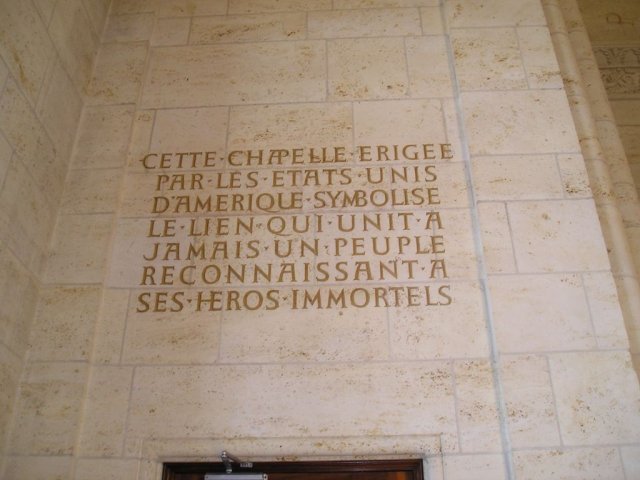 CETTE·CHAPELLE·ERIGEE
PAR·LES·ETATS·UNIS
D'AMERIQUE·SYMBOLISE
LE·LIEN·QUI·UNIT·A
JAMAIS·UN·PEUPLE
RECONNAISSANT·A
SES·HEROS·IMMORTELS